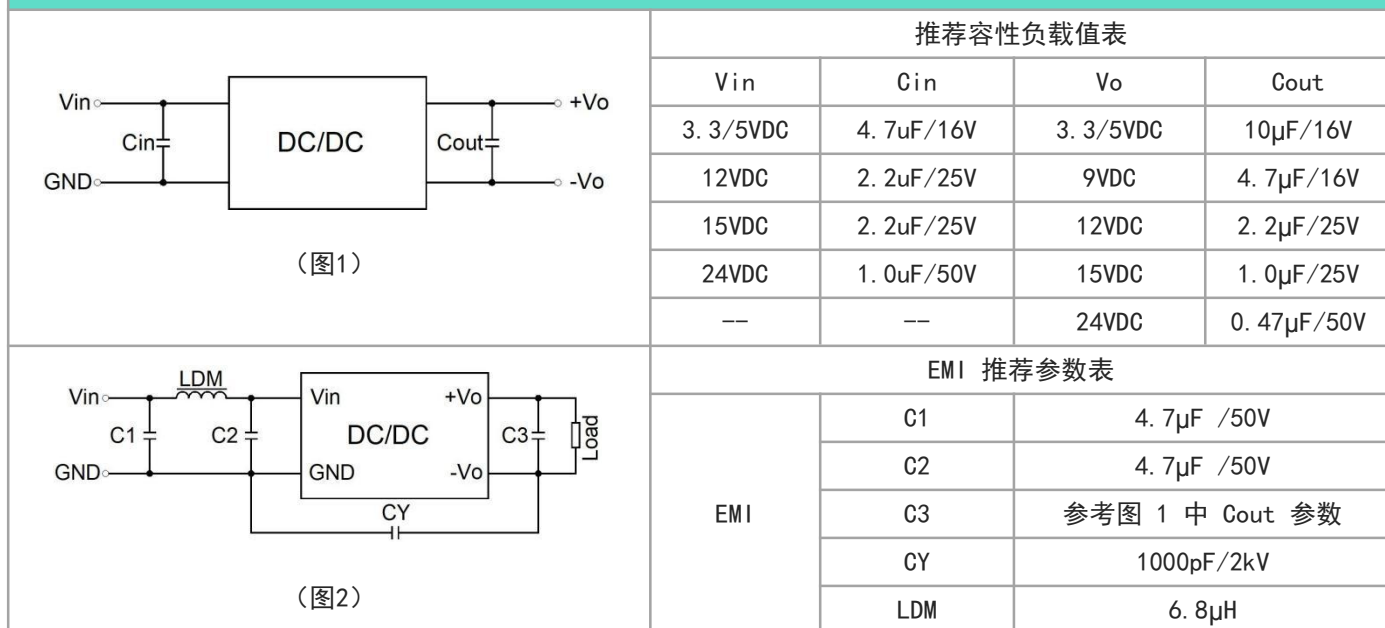 Vin
Cin
GND
DC/DC
Cout
+Vo
-Vo
（图1）
推荐容性负载值表
Vin Cin Vo Cout
3.3/5VDC 4.7uF/16V 3.3/5VDC 10μF/16V
12VDC 2.2uF/25V 9VDC 4.7μF/16V
15VDC 2.2uF/25V 12VDC 2.2μF/25V
24VDC 1.0uF/50V 15VDC 1.0μF/25V
-- -- 24VDC 0.47μF/50V
LDM
Vin
C1
C2
GND
Vin
+Vo
DC/DC
GND
-Vo
C3
Load
CY
（图2）
EMI 推荐参数表
EMI
C1 4.7μF /50V
C2 4.7μF /50V
C3 参考图 1 中 Cout 参数
CY 1000pF/2kV
LDM 6.8μH